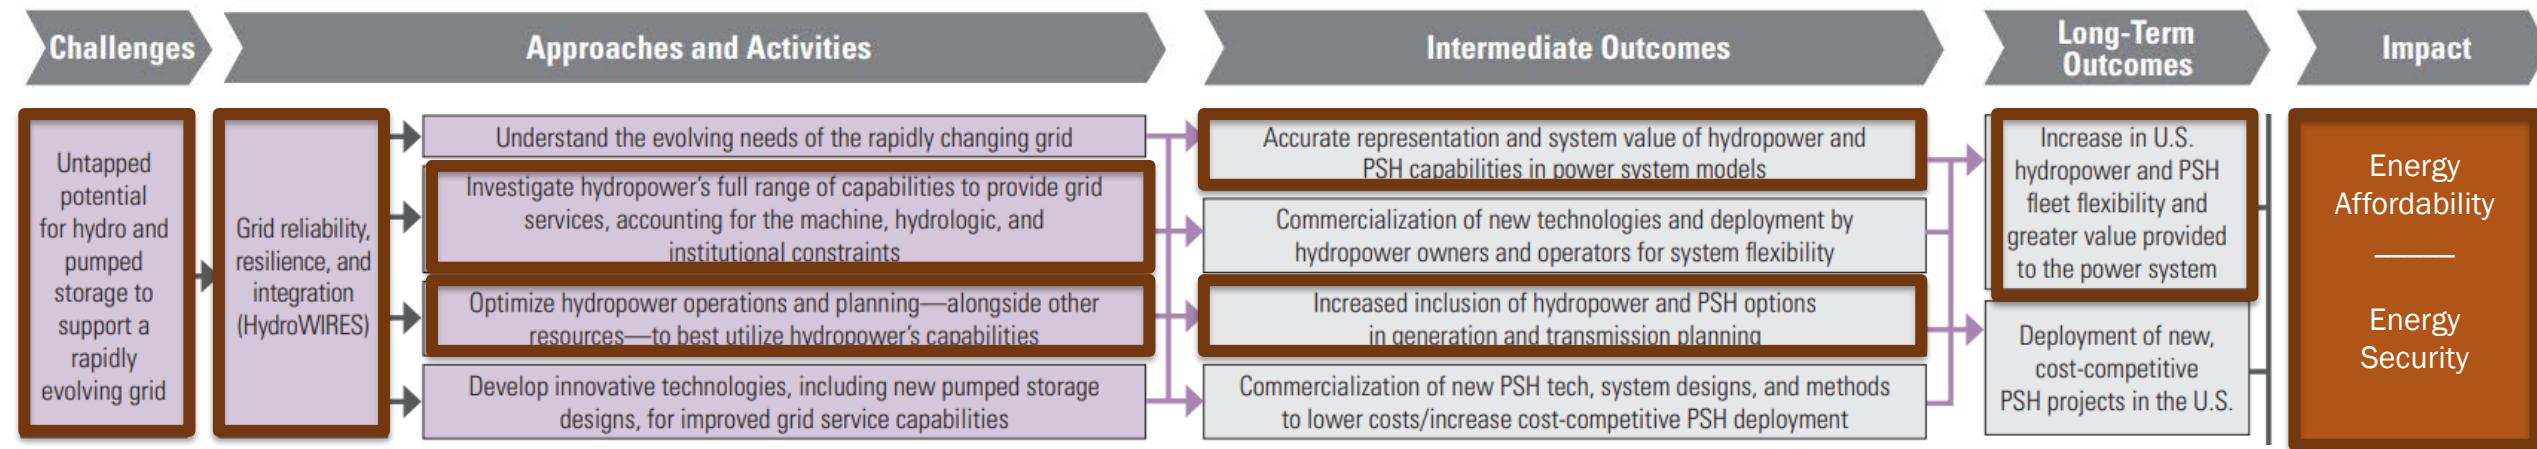 Challenges
Approaches and Activities
Intermediate Outcomes
Long-Term
Outcomes
Impact
Untapped
potential
for hydro and
pumped
storage to
support a
rapidly
evolving grid
Grid reliability,
resilience, and
integration
(HydroWIRES)
Understand the evolving needs of the rapidly changing grid
Investigate hydropower's full range of capabilities to provide grid
services, accounting for the machine, hydrologic, and
institutional constraints
Optimize hydropower operations and planning—alongside other
resources—to best utilize hydropower's capabilities
Develop innovative technologies, including new pumped storage
designs, for improved grid service capabilities
Accurate representation and system value of hydropower and
PSH capabilities in power system models
Commercialization of new technologies and deployment by
hydropower owners and operators for system flexibility
Increased inclusion of hydropower and PSH options
in generation and transmission planning
Commercialization of new PSH tech, system designs, and methods
to lower costs/increase cost-competitive PSH deployment
Increase in U.S.
hydropower and PSH
fleet flexibility and
greater value provided
to the power system
Deployment of new,
cost-competitive
PSH projects in the U.S.
Energy
Affordability
Energy
Security